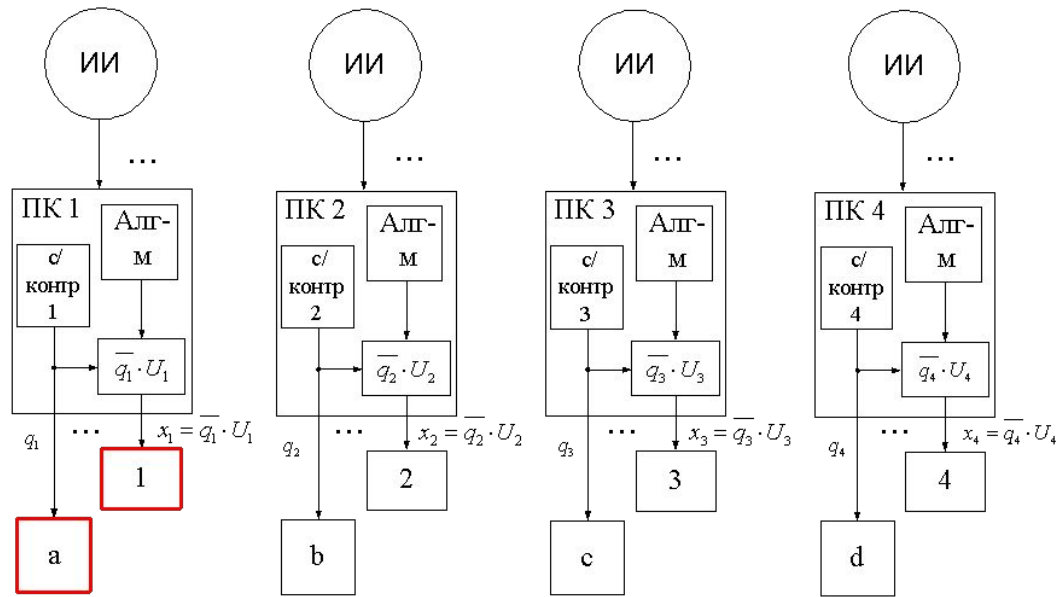 ИИ
ИИ
ИИ
ИИ
...
...
...
...
ПК 1
Алг-
м
с/
контр
1
ПК 2
Алг-
м
с/
контр
2
ПК 3
Алг-
м
с/
контр
3
ПК 4
Алг-
м
с/
контр
4
q̅₁ · U₁
q̅₂ · U₂
q̅₃ · U₃
q̅₄ · U₄
q₁
...
x₁ = q̅₁ · U₁
q₂
...
x₂ = q̅₂ · U₂
q₃
...
x₃ = q̅₃ · U₃
q₄
...
x₄ = q̅₄ · U₄
1
2
3
4
a
b
c
d